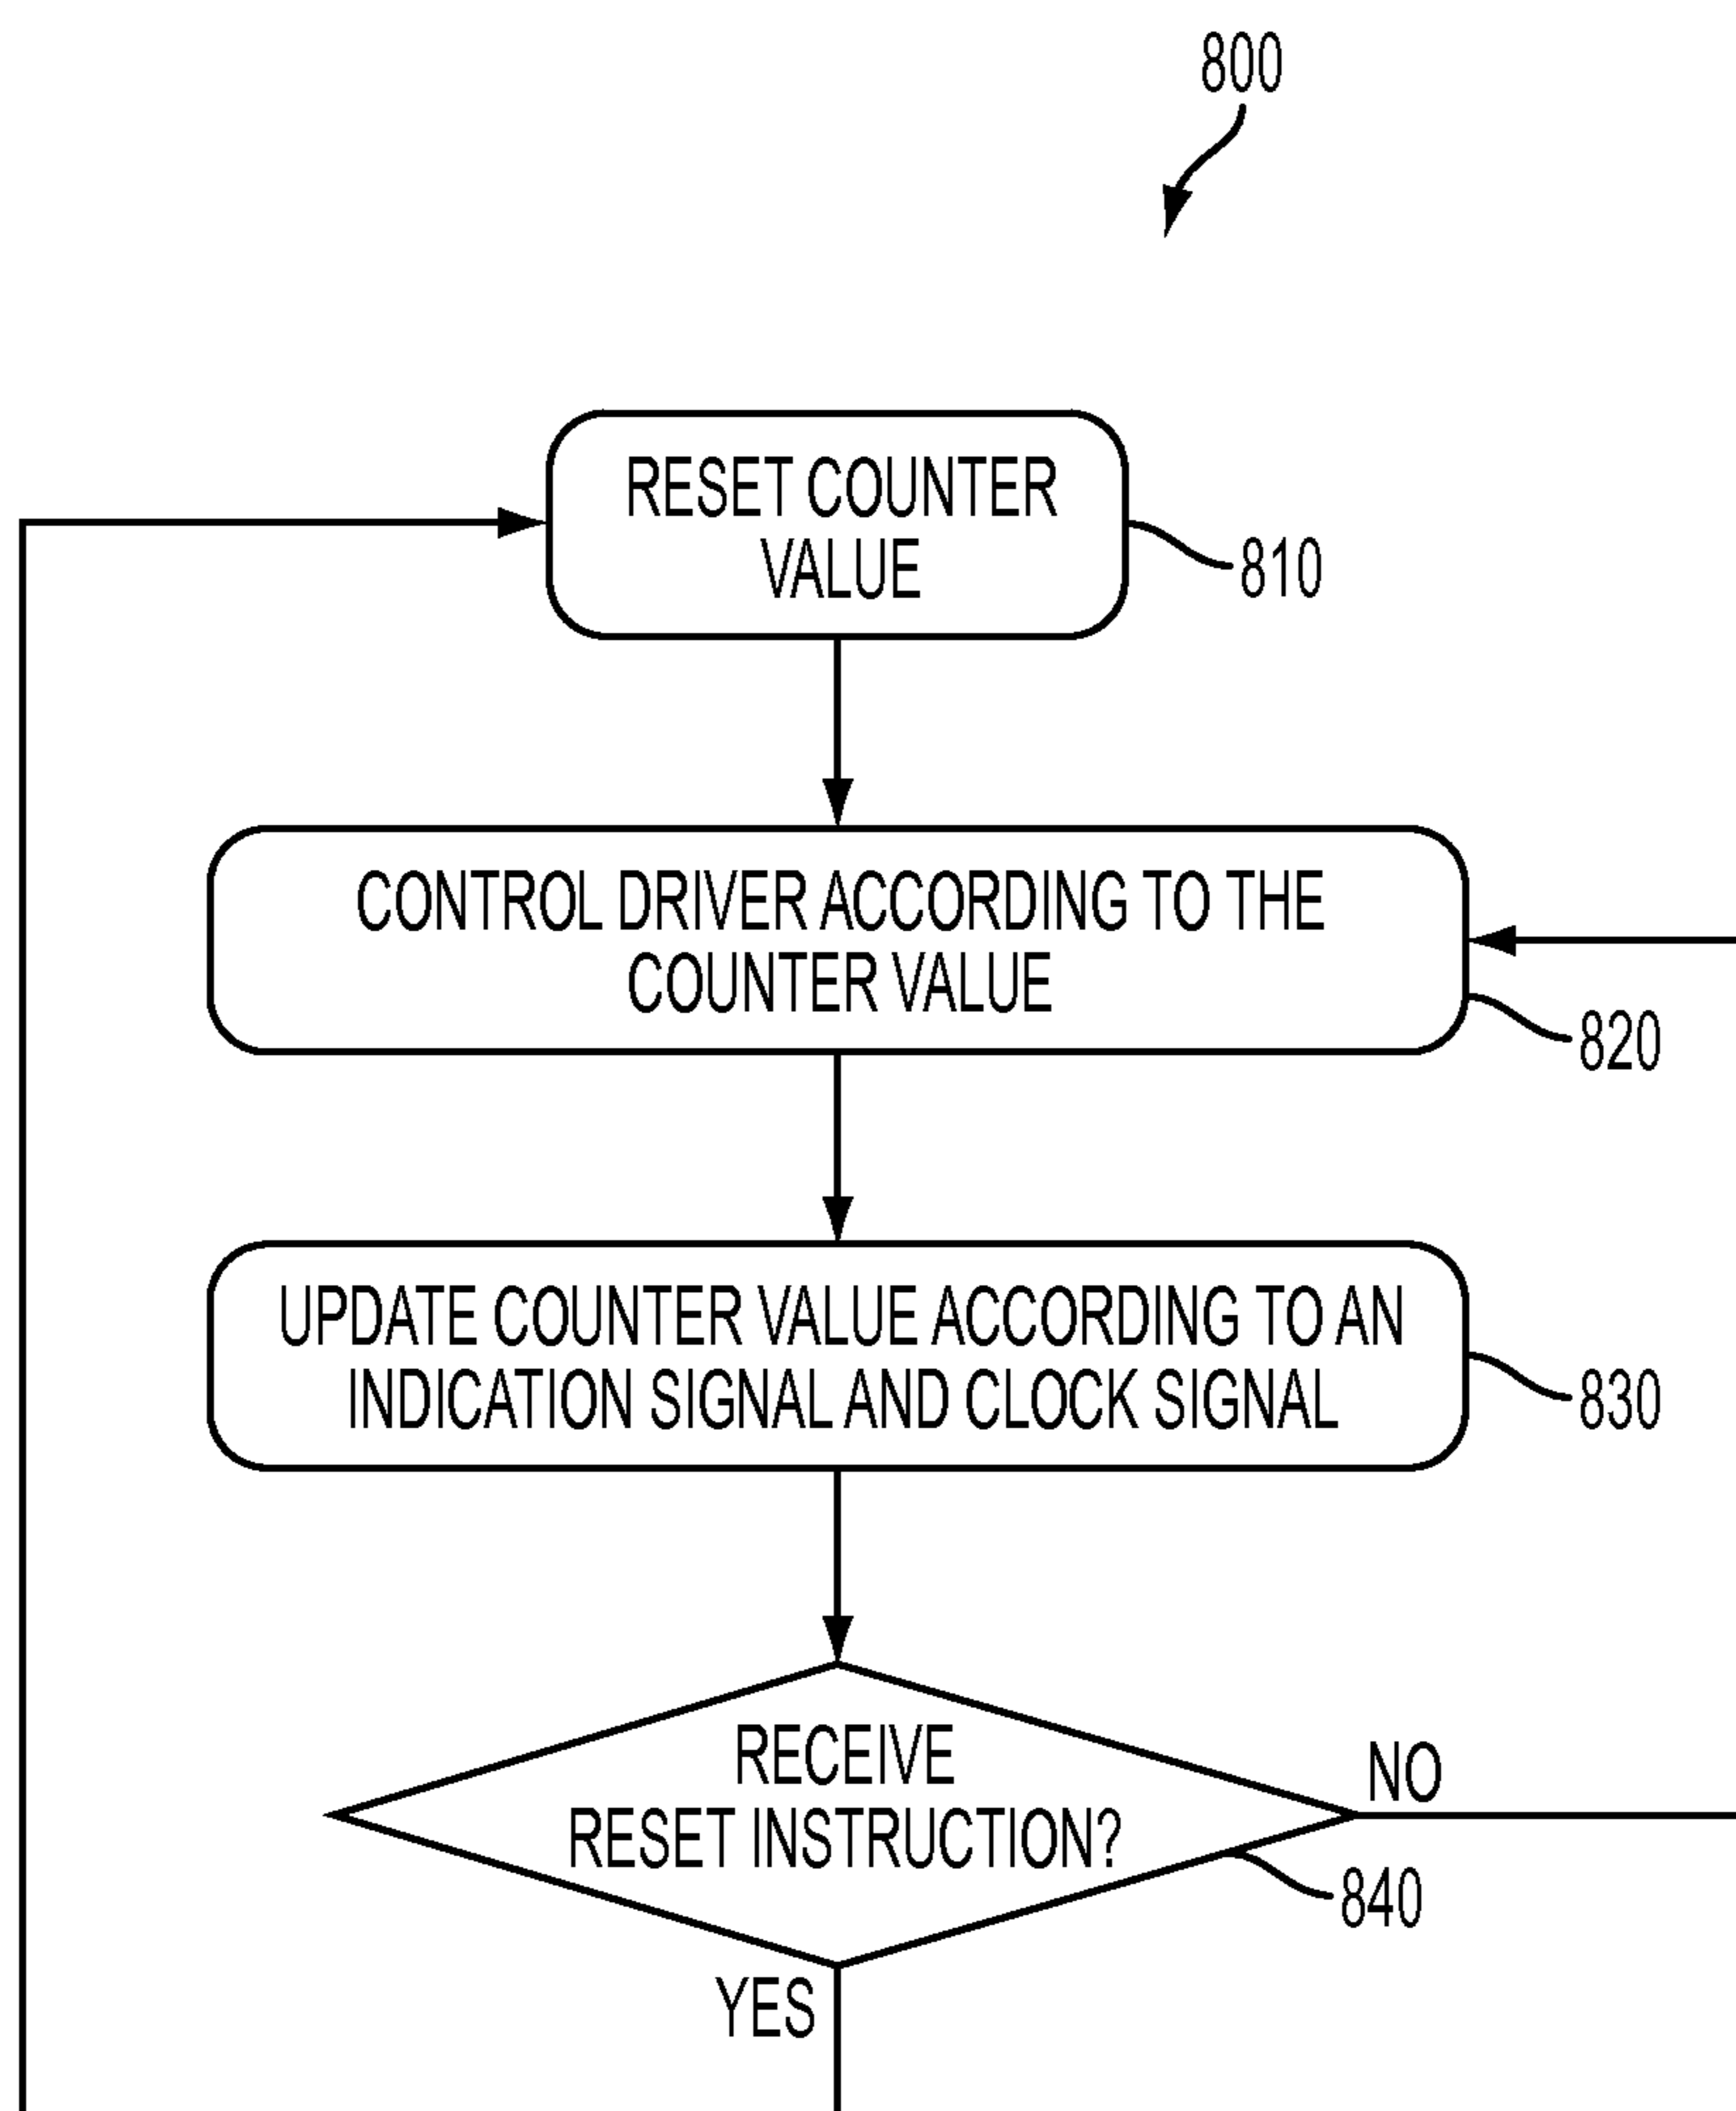 800
RESET COUNTER
VALUE
810
CONTROL DRIVER ACCORDING TO THE
COUNTER VALUE
820
UPDATE COUNTER VALUE ACCORDING TO AN
INDICATION SIGNAL AND CLOCK SIGNAL
830
RECEIVE
RESET INSTRUCTION?
NO
840
YES